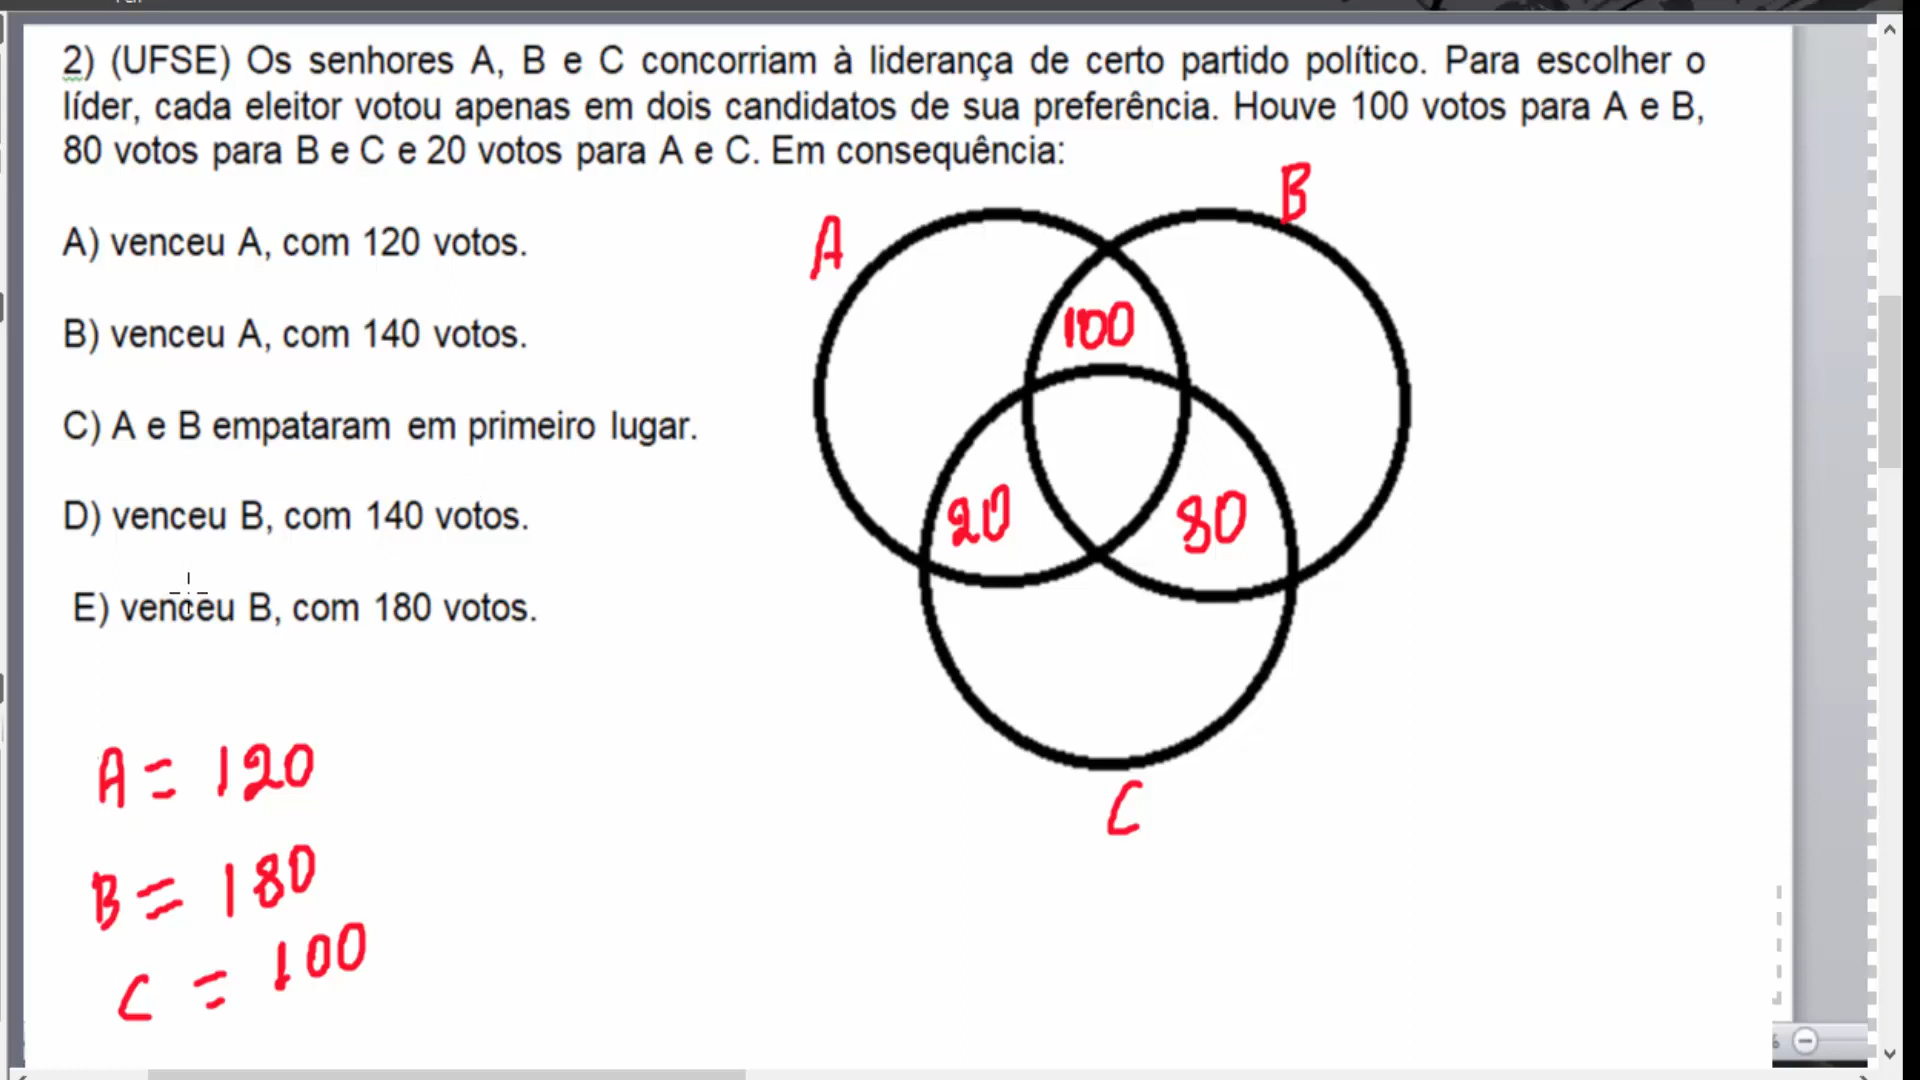 2) (UFSE) Os senhores A, B e C concorriam à liderança de certo partido político. Para escolher o
líder, cada eleitor votou apenas em dois candidatos de sua preferência. Houve 100 votos para A e B,
80 votos para B e C e 20 votos para A e C. Em consequência:
A) venceu A, com 120 votos.
B) venceu A, com 140 votos.
C) A e B empataram em primeiro lugar.
D) venceu B, com 140 votos.
E) venceu B, com 180 votos.
A
B
100
20
80
C
A = 120
B = 180
C = 100